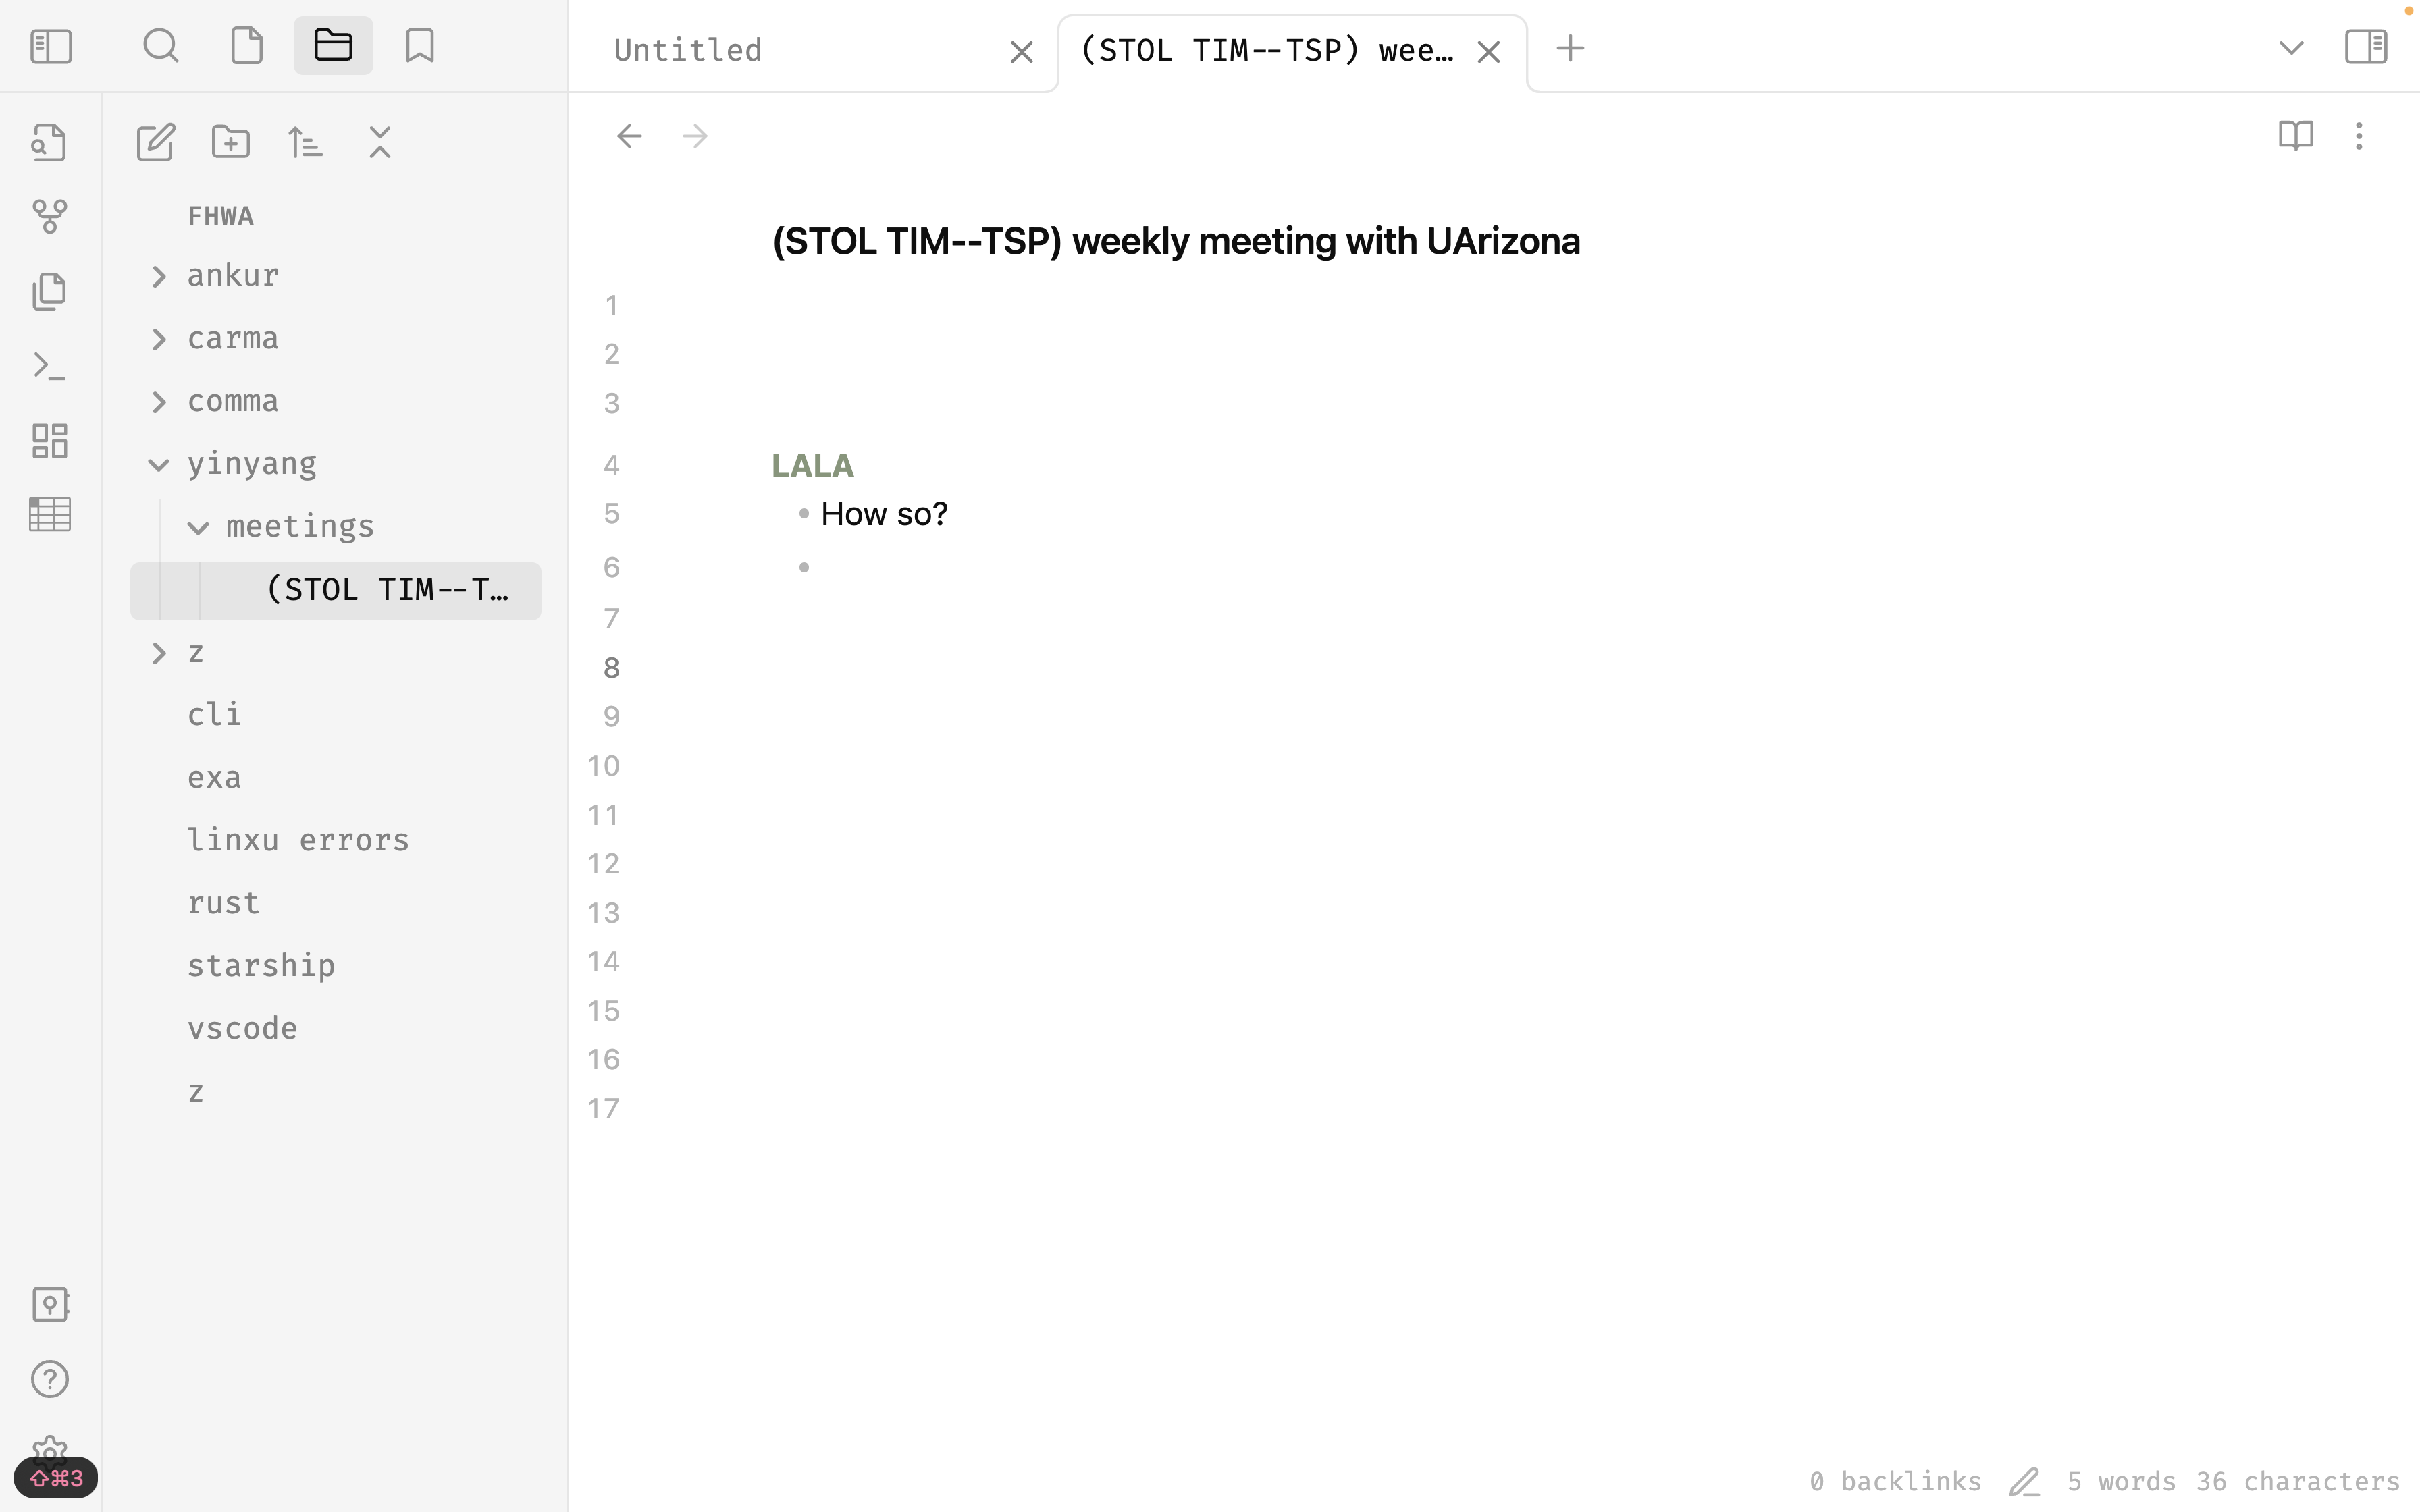 Untitled
(STOL TIM--TSP) wee…
FHWA
ankur
carma
comma
yinyang
meetings
(STOL TIM--T…
z
cli
exa
linxu errors
rust
starship
vscode
z
(STOL TIM--TSP) weekly meeting with UArizona
1
2
3
4 LALA
5 • How so?
6 •
7
8
9
10
11
12
13
14
15
16
17
⇧⌘3
0 backlinks 5 words 36 characters